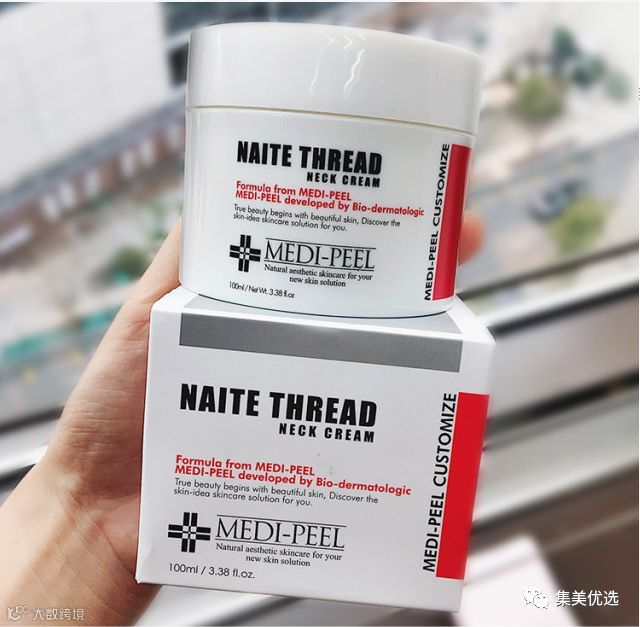 NAITE THREAD
NECK CREAM
Formula from MEDI-PEEL
MEDI-PEEL developed by Bio-dermatologic
True beauty begins with beautiful skin, Discover the
skin-idea skincare solution for you.
MEDI-PEEL
Natural aesthetic skincare for your
new skin solution
100ml / Net Wt. 3.38 fl.oz
MEDI-PEEL CUSTOMIZE
NAITE THREAD
NECK CREAM
Formula from MEDI-PEEL
MEDI-PEEL developed by Bio-dermatologic
True beauty begins with beautiful skin, Discover the
skin-idea skincare solution for you.
MEDI-PEEL
Natural aesthetic skincare for your
new skin solution
100ml / 3.38 fl.oz.
MEDI-PEEL CUSTOMIZE
集美优选
大数跨境